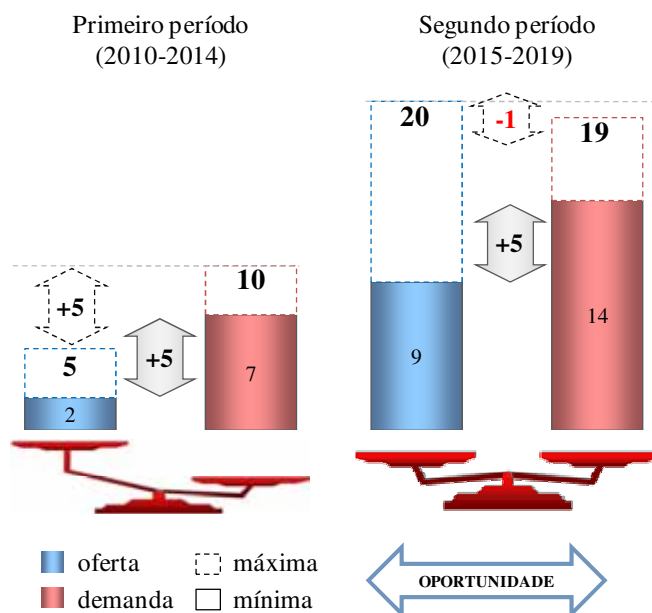 Primeiro período
(2010-2014)
Segundo período
(2015-2019)
20
-1
19
+5
10
+5
5
+5
14
9
7
2
oferta
máxima
demanda
mínima
OPORTUNIDADE